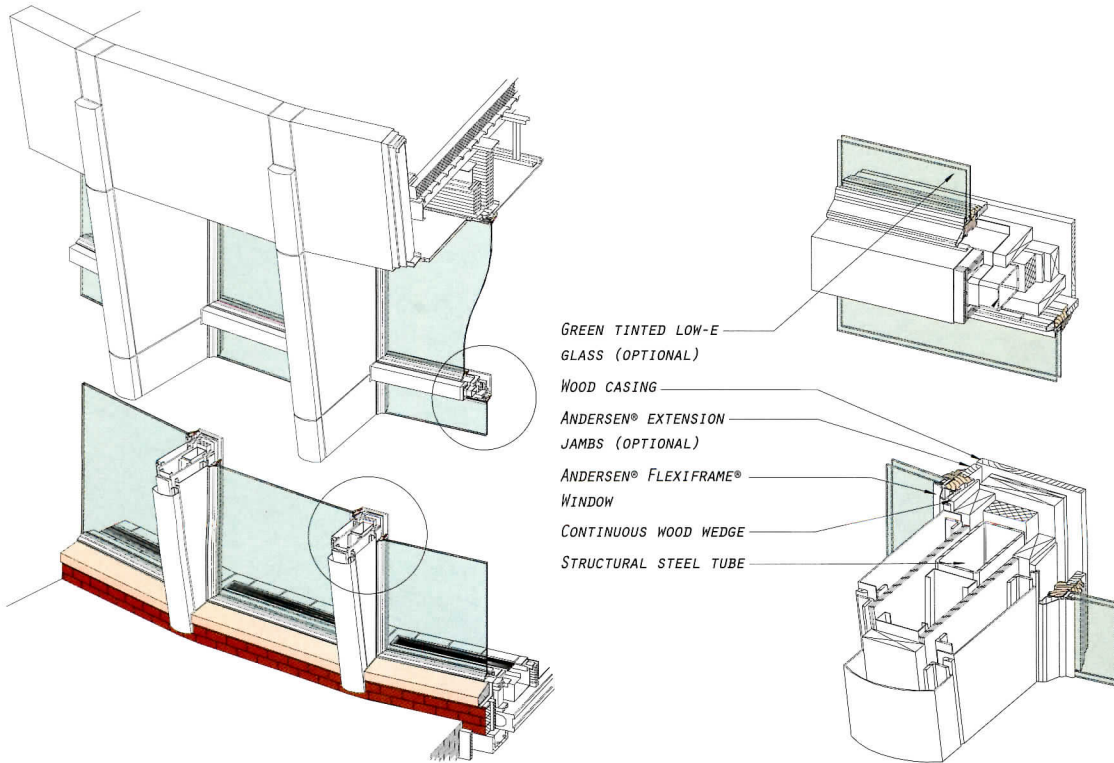 GREEN TINTED LOW-E
GLASS (OPTIONAL)
WOOD CASING
ANDERSEN® EXTENSION
JAMBS (OPTIONAL)
ANDERSEN® FLEXIFRAME®
WINDOW
CONTINUOUS WOOD WEDGE
STRUCTURAL STEEL TUBE